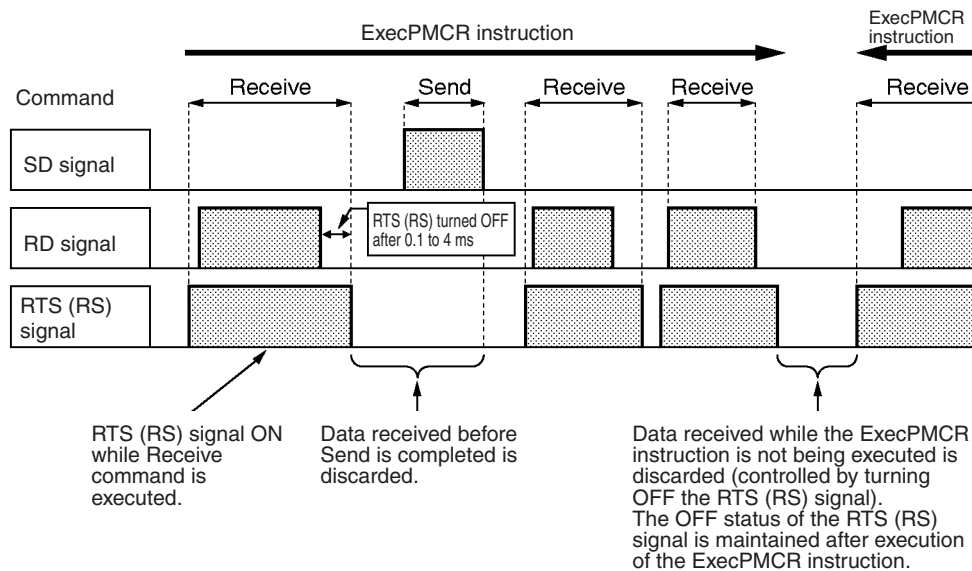 ExecPMCR instruction
ExecPMCR
instruction
Command
Receive
Send
Receive
Receive
Receive
SD signal
RD signal
RTS (RS) turned OFF
after 0.1 to 4 ms
RTS (RS)
signal
RTS (RS) signal ON
while Receive
command is
executed.
Data received before
Send is completed is
discarded.
Data received while the ExecPMCR
instruction is not being executed is
discarded (controlled by turning
OFF the RTS (RS) signal).
The OFF status of the RTS (RS)
signal is maintained after execution
of the ExecPMCR instruction.